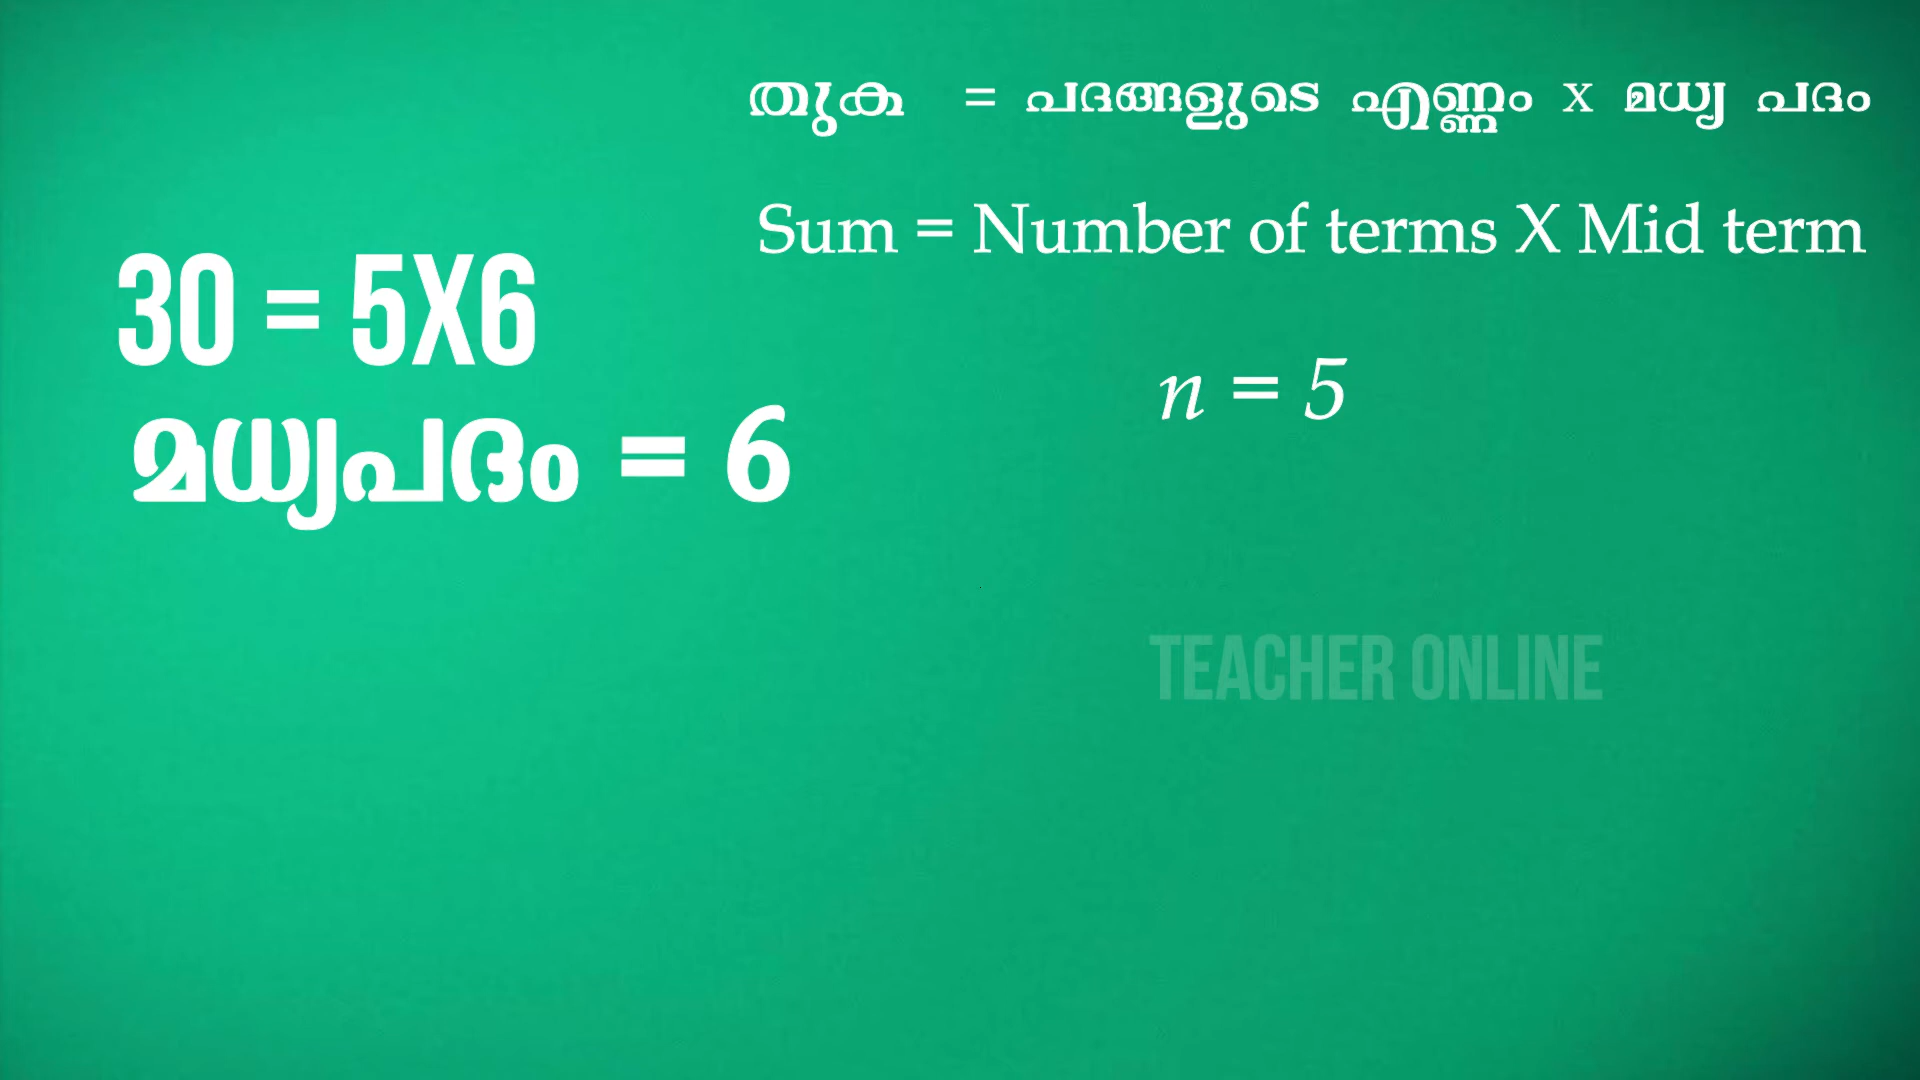 തുക = പദങ്ങളുടെ എണ്ണം x മധ്യ പദം
Sum = Number of terms X Mid term
30 = 5X6
n = 5
മധ്യപദം = 6
TEACHER ONLINE